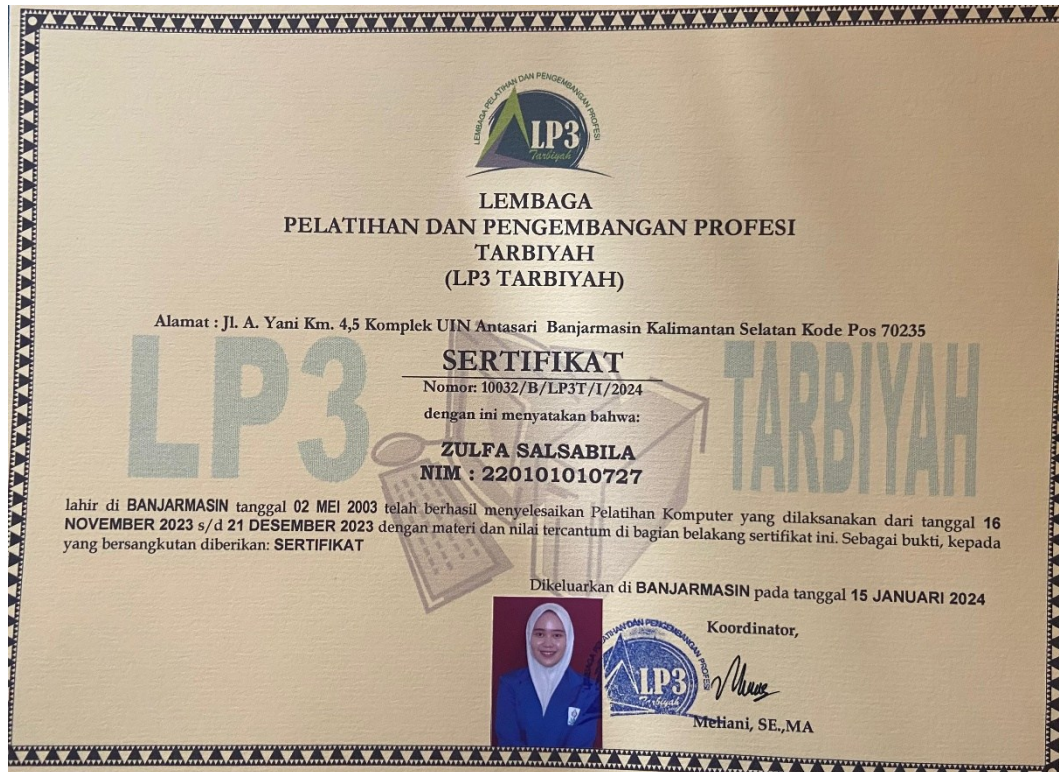 LEMBAGA PELATIHAN DAN PENGEMBANGAN PROFESI
LP3
Tarbiyah
LEMBAGA
PELATIHAN DAN PENGEMBANGAN PROFESI
TARBIYAH
(LP3 TARBIYAH)
Alamat : Jl. A. Yani Km. 4,5 Komplek UIN Antasari Banjarmasin Kalimantan Selatan Kode Pos 70235
LP3 TARBIYAH
SERTIFIKAT
Nomor: 10032/B/LP3T/I/2024
dengan ini menyatakan bahwa:
ZULFA SALSABILA
NIM : 220101010727
lahir di BANJARMASIN tanggal 02 MEI 2003 telah berhasil menyelesaikan Pelatihan Komputer yang dilaksanakan dari tanggal 16
NOVEMBER 2023 s/d 21 DESEMBER 2023 dengan materi dan nilai tercantum di bagian belakang sertifikat ini. Sebagai bukti, kepada
yang bersangkutan diberikan: SERTIFIKAT
Dikeluarkan di BANJARMASIN pada tanggal 15 JANUARI 2024
Koordinator,
LP3
Tarbiyah
Meliani, SE.,MA